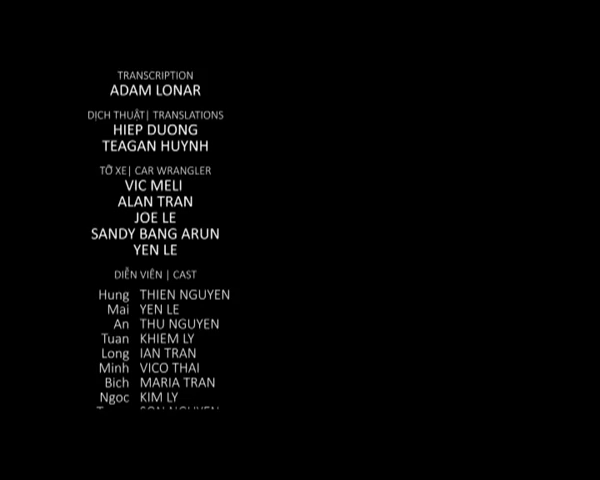 TRANSCRIPTION
ADAM LONAR
DỊCH THUẬT| TRANSLATIONS
HIEP DUONG
TEAGAN HUYNH
TỠ XE| CAR WRANGLER
VIC MELI
ALAN TRAN
JOE LE
SANDY BANG ARUN
YEN LE
DIỄN VIÊN | CAST
Hung THIEN NGUYEN
Mai YEN LE
An THU NGUYEN
Tuan KHIEM LY
Long IAN TRAN
Minh VICO THAI
Bich MARIA TRAN
Ngoc KIM LY